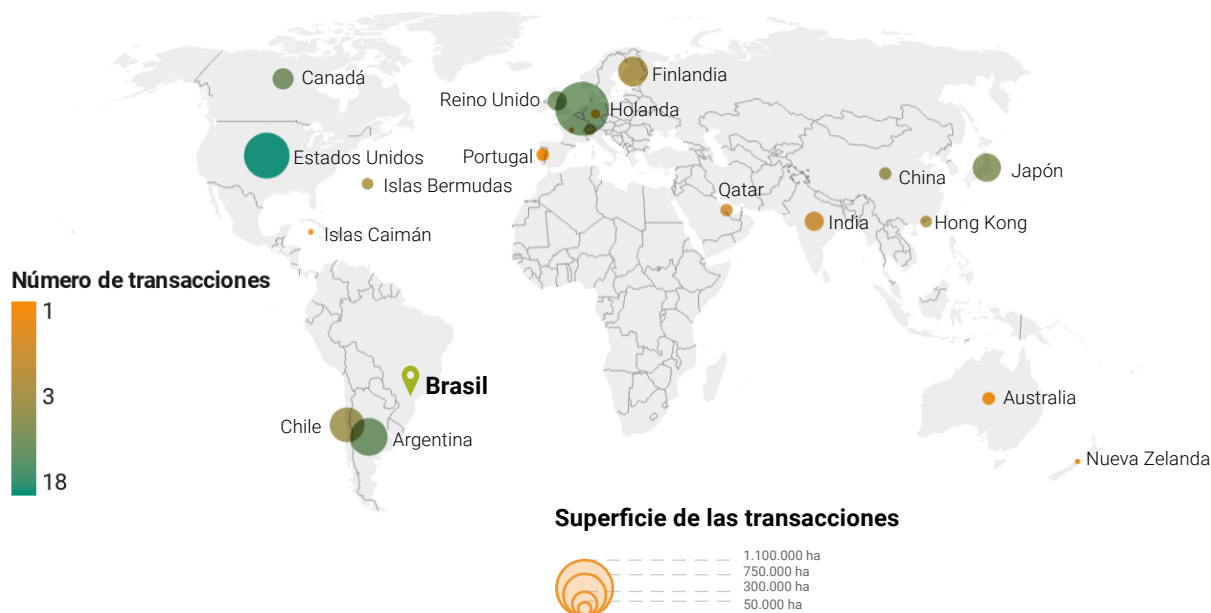 Canadá
Finlandia
Reino Unido
Holanda
Estados Unidos
Portugal
China
Japón
Islas Bermudas
Qatar
Islas Caimán
India
Hong Kong
Número de transacciones
1
3
18
Brasil
Chile
Argentina
Australia
Nueva Zelanda
Superficie de las transacciones
1.100.000 ha
750.000 ha
300.000 ha
50.000 ha